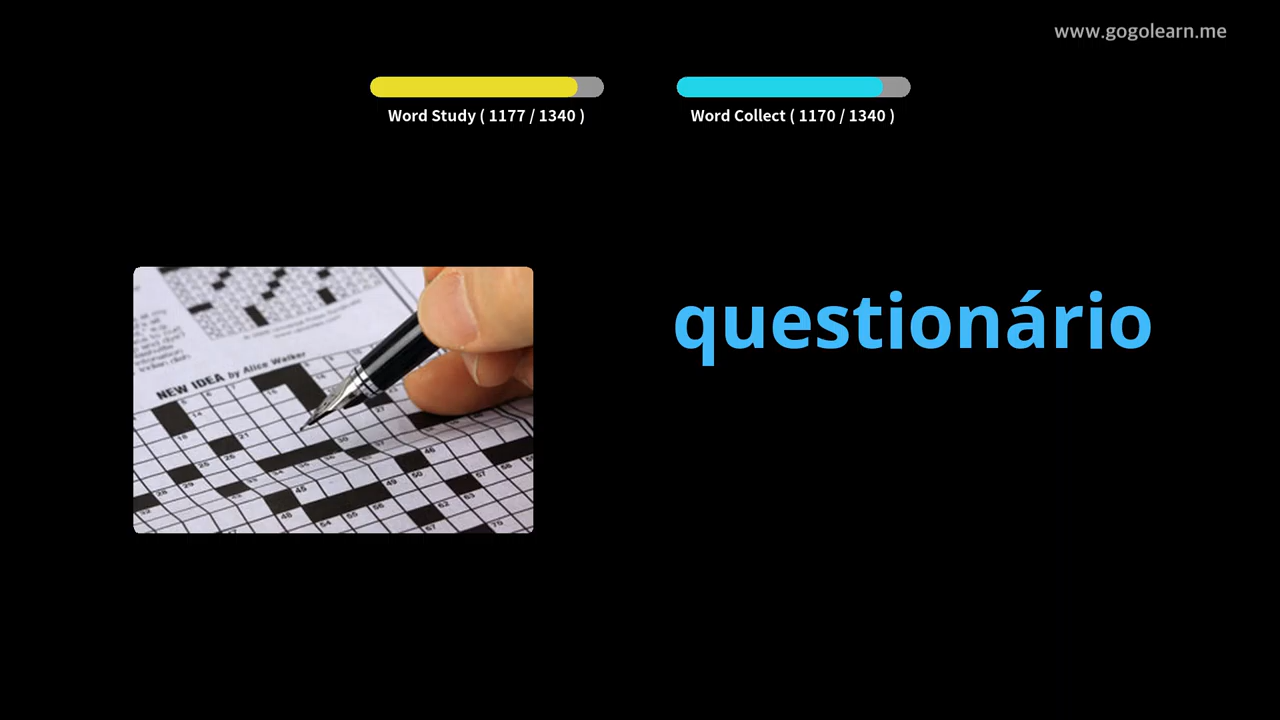 www.gogolearn.me
Word Study ( 1177 / 1340 )
Word Collect ( 1170 / 1340 )
questionário
NEW IDEA by Alice Walker